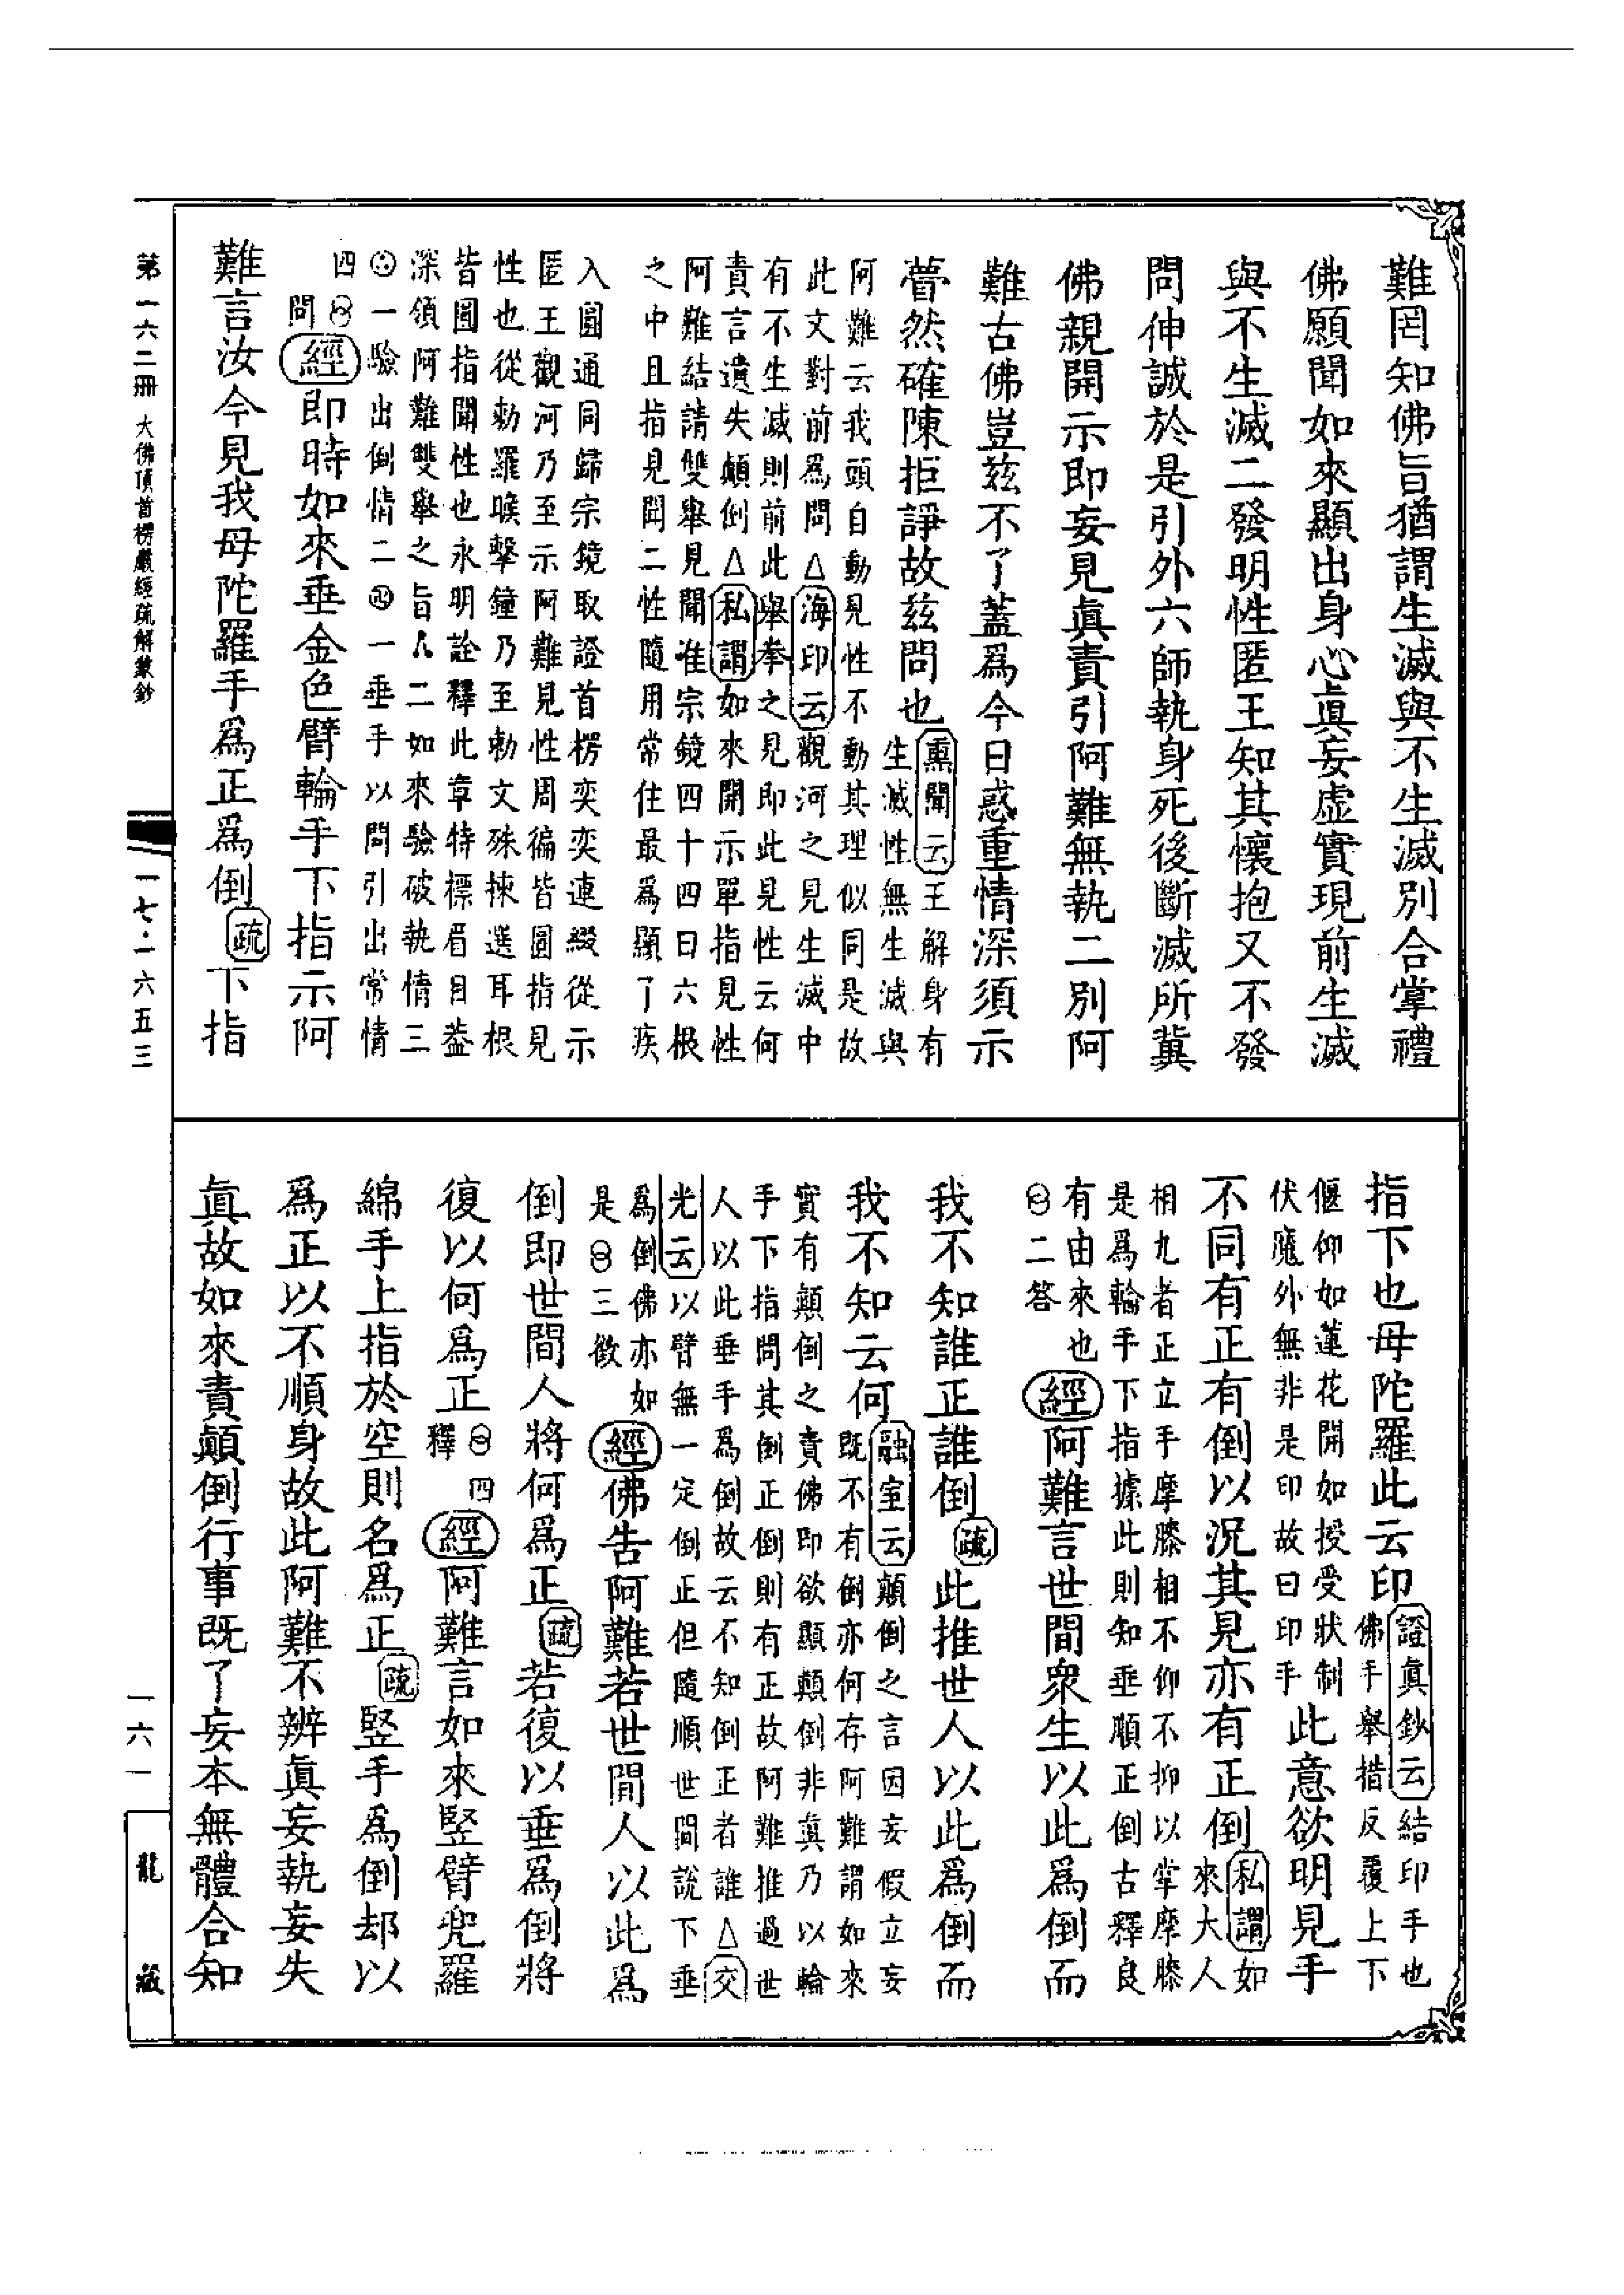 難罔知佛旨猶謂生滅與不生滅別合掌禮
佛願聞如來顯出身心眞妄虛實現前生滅
與不生滅二發明性匿王知其懷抱又不發
問伸誠於是引外六師執身死後斷滅所冀
佛親開示即妄見眞責引阿難無執二別阿
難古佛豈茲不了蓋爲今日惑重情深須示
瞢然確陳拒諍故茲問也
熏聞云王解身有
生滅性無生滅與
阿難云我頭自動見性不動其理似同是故
此文對前爲問△海印云觀河之見生滅中
有不生滅則前此舉拳之見即此見性云何
責言遺失顛倒△私謂如來開示單指見性
阿難結請雙舉見聞准宗鏡四十四曰六根
之中且指見聞二性隨用常住最爲顯了疾
入圓通同歸宗鏡取證首楞奕奕連綴從示
匿王觀河乃至示阿難見性周徧皆圓指見
性也從勅羅睺擊鐘乃至勅文殊揀選耳根
皆圓指聞性也永明詮釋此章特標眉目葢
深領阿難雙舉之旨 二如來驗破執情三
一驗出倒情二 一垂手以問引出常情
四 問
經即時如來垂金色臂輪手下指示阿
難言汝今見我母陀羅手爲正爲倒疏下指
指下也母陀羅此云印
證眞鈔云結印手也
佛手舉措反覆上下
偃仰如蓮花開如授受狀制
伏魔外無非是印故曰印手
此意欲明見手
不同有正有倒以況其見亦有正倒
私謂如
來大人
相九者正立手摩膝相不仰不抑以掌摩膝
是爲輪手下指據此則知垂順正倒古釋良
有由來也
二答
經阿難言世間衆生以此爲倒而
我不知誰正誰倒疏此推世人以此爲倒而
我不知云何
融室云顛倒之言因妄假立妄
既不有倒亦何存阿難謂如來
實有顛倒之責佛即欲顯顛倒非眞乃以輪
手下指問其倒正倒則有正故阿難推過世
人以此垂手爲倒故云不知倒正者誰△交
光云以臂無一定倒正但隨順世間說下垂
爲倒佛亦如
是 三徵
經佛告阿難若世間人以此爲
倒即世間人將何爲正疏若復以垂爲倒將
復以何爲正
四
釋
經阿難言如來竪臂兜羅
綿手上指於空則名爲正疏竪手爲倒却以
爲正以不順身故此阿難不辨眞妄執妄失
眞故如來責顛倒行事既了妄本無體合知
第一六二冊 大佛頂首楞嚴經疏解蒙鈔
一七·一六五三
一六一
龍藏